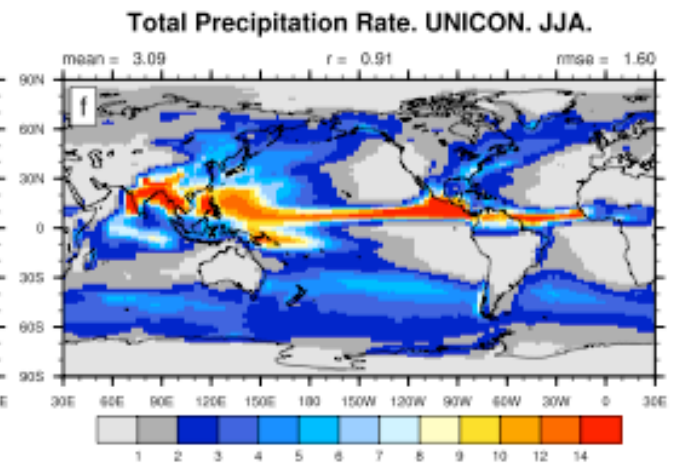 Total Precipitation Rate. UNICON. JJA.
mean = 3.09 r = 0.91 rmse = 1.60
f
90N
60N
30N
0
30S
60S
90S
E 30E 60E 90E 120E 150E 180 150W 120W 90W 60W 30W 0 30E
1 2 3 4 5 6 7 8 9 10 12 14